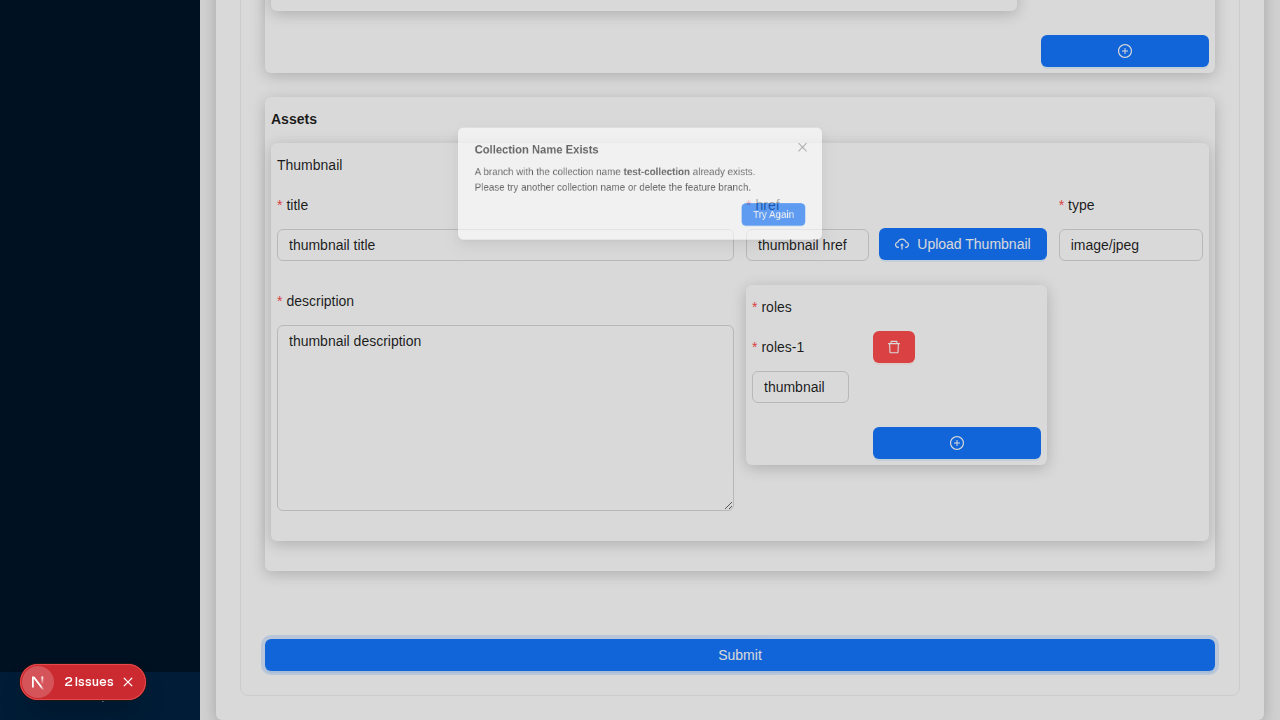 Assets
Thumbnail
Collection Name Exists
A branch with the collection name test-collection already exists.
Please try another collection name or delete the feature branch.
Try Again
* title
* href
* type
thumbnail title
thumbnail href
Upload Thumbnail
image/jpeg
* description
thumbnail description
* roles
* roles-1
thumbnail
Submit
N 2 Issues